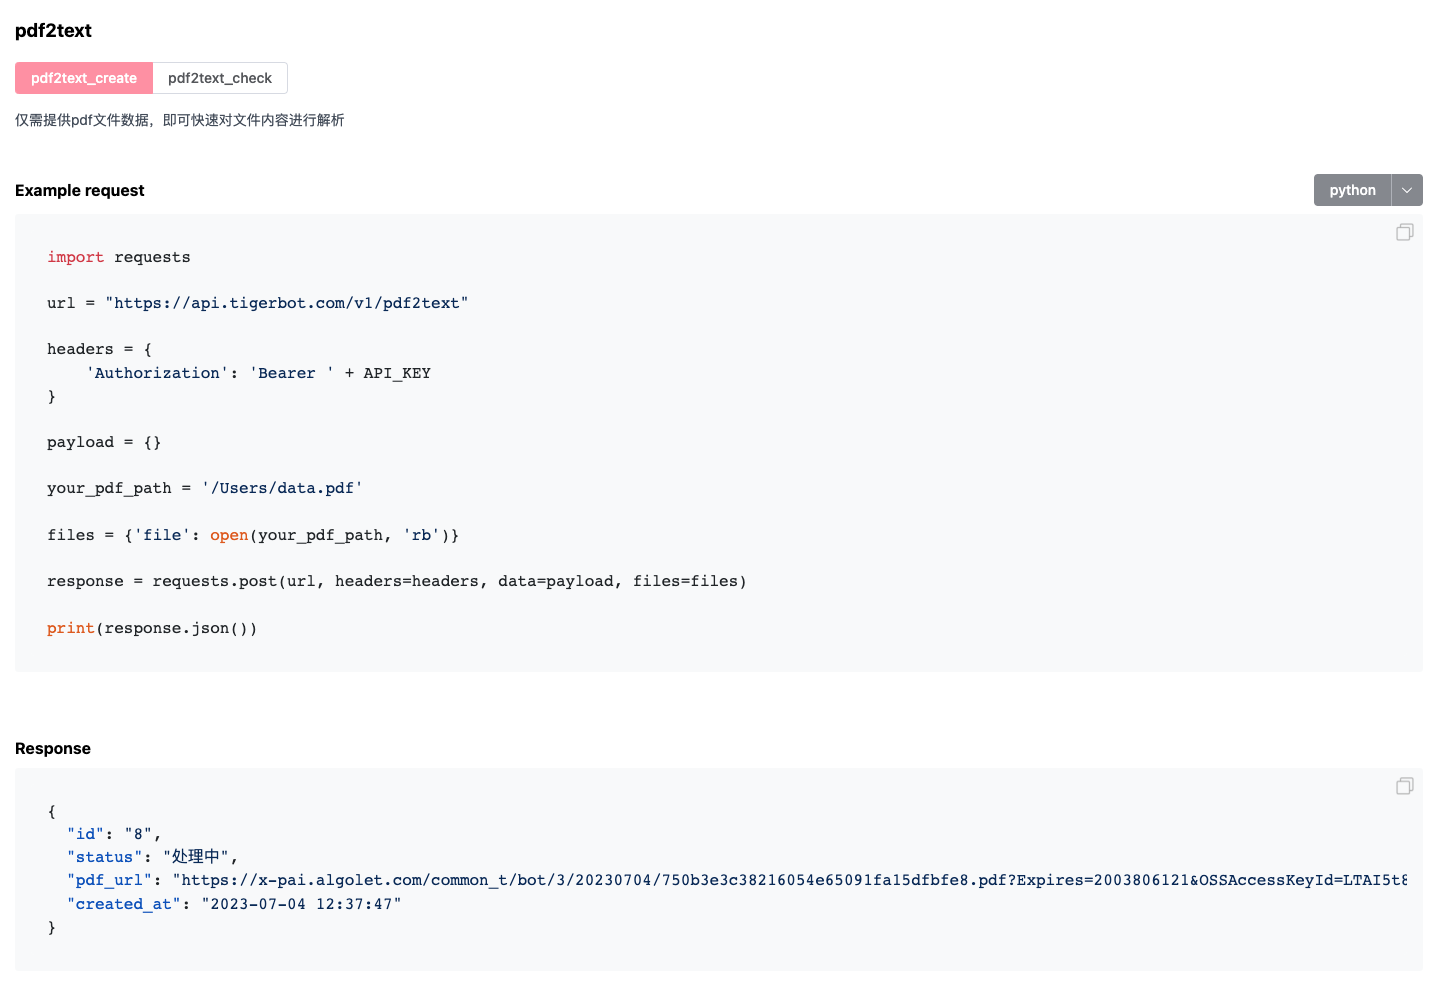 pdf2text
pdf2text_create pdf2text_check
仅需提供pdf文件数据，即可快速对文件内容进行解析
Example request python
import requests
url = "https://api.tigerbot.com/v1/pdf2text"
headers = {
    'Authorization': 'Bearer ' + API_KEY
}
payload = {}
your_pdf_path = '/Users/data.pdf'
files = {'file': open(your_pdf_path, 'rb')}
response = requests.post(url, headers=headers, data=payload, files=files)
print(response.json())
Response
{
  "id": "8",
  "status": "处理中",
  "pdf_url": "https://x-pai.algolet.com/common_t/bot/3/20230704/750b3e3c38216054e65091fa15dfbfe8.pdf?Expires=2003806121&OSSAccessKeyId=LTAI5t8
  "created_at": "2023-07-04 12:37:47"
}